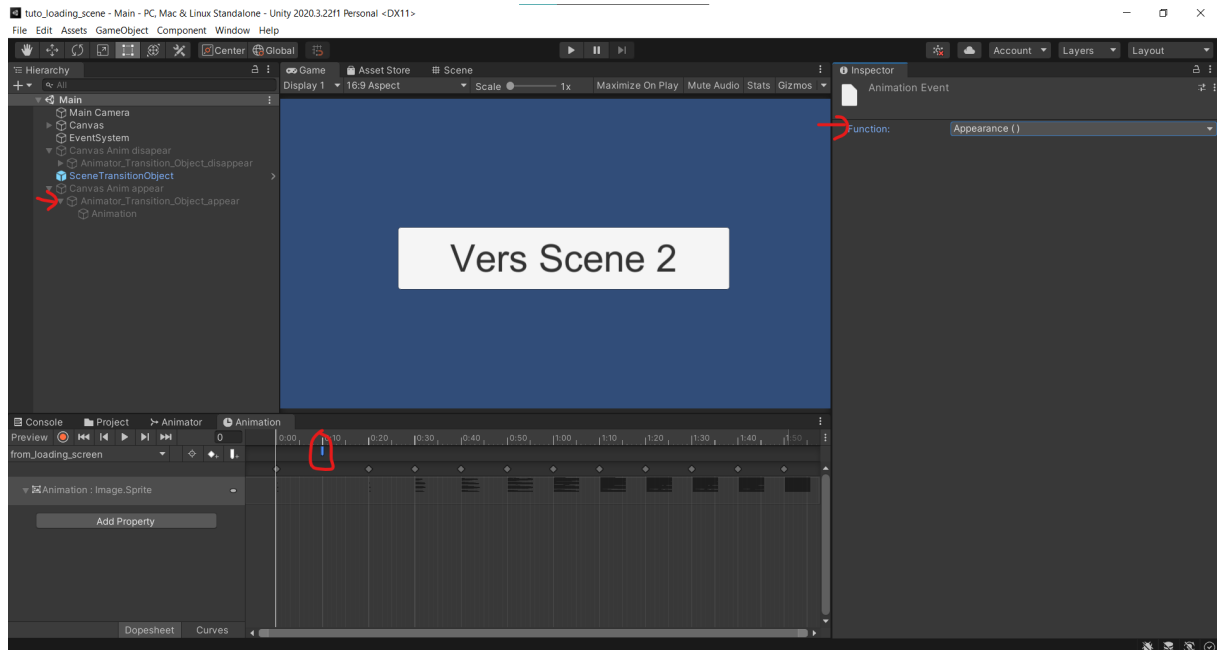 tuto_loading_scene - Main - PC, Mac & Linux Standalone - Unity 2020.3.22f1 Personal <DX11>
File Edit Assets GameObject Component Window Help
Center Global Account Layers Layout
Hierarchy
All
Main
Main Camera
Canvas
EventSystem
Canvas Anim disapear
Animator_Transition_Object_disappear
SceneTransitionObject
Canvas Anim appear
Animator_Transition_Object_appear
Animation
Game Asset Store Scene
Display 1 16:9 Aspect Scale 1x Maximize On Play Mute Audio Stats Gizmos
Vers Scene 2
Inspector
Animation Event
Function: Appearance ( )
Console Project Animator Animation
Preview 0
0:00 0:10 0:20 0:30 0:40 0:50 1:00 1:10 1:20 1:30 1:40 1:50
from_loading_screen
Animation : Image.Sprite
Add Property
Dopesheet Curves